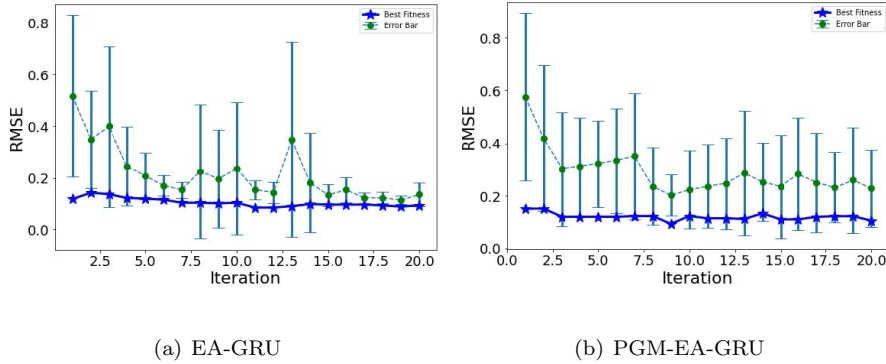 Best Fitness
Error Bar
0.8
0.6
0.4
0.2
0.0
RMSE
2.5 5.0 7.5 10.0 12.5 15.0 17.5 20.0
Iteration
(a) EA-GRU
Best Fitness
Error Bar
0.8
0.6
0.4
0.2
0.0
RMSE
0.0 2.5 5.0 7.5 10.0 12.5 15.0 17.5 20.0
Iteration
(b) PGM-EA-GRU